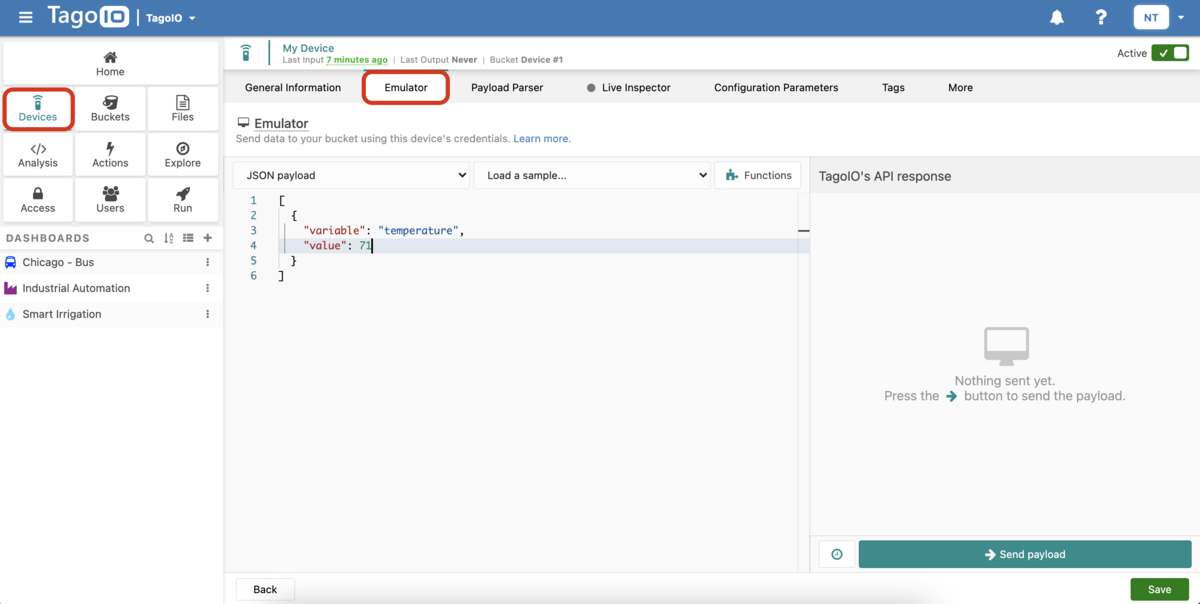 TagoIO | TagoIO
NT
Home
Devices
Buckets
Files
Analysis
Actions
Explore
Access
Users
Run
DASHBOARDS
Chicago - Bus
Industrial Automation
Smart Irrigation
My Device
Last Input 7 minutes ago | Last Output Never | Bucket Device #1
Active
General Information
Emulator
Payload Parser
Live Inspector
Configuration Parameters
Tags
More
Emulator
Send data to your bucket using this device's credentials. Learn more.
JSON payload
Load a sample...
Functions
1 [
2 {
3 "variable": "temperature",
4 "value": 71
5 }
6 ]
TagoIO's API response
Nothing sent yet.
Press the → button to send the payload.
→ Send payload
Back
Save